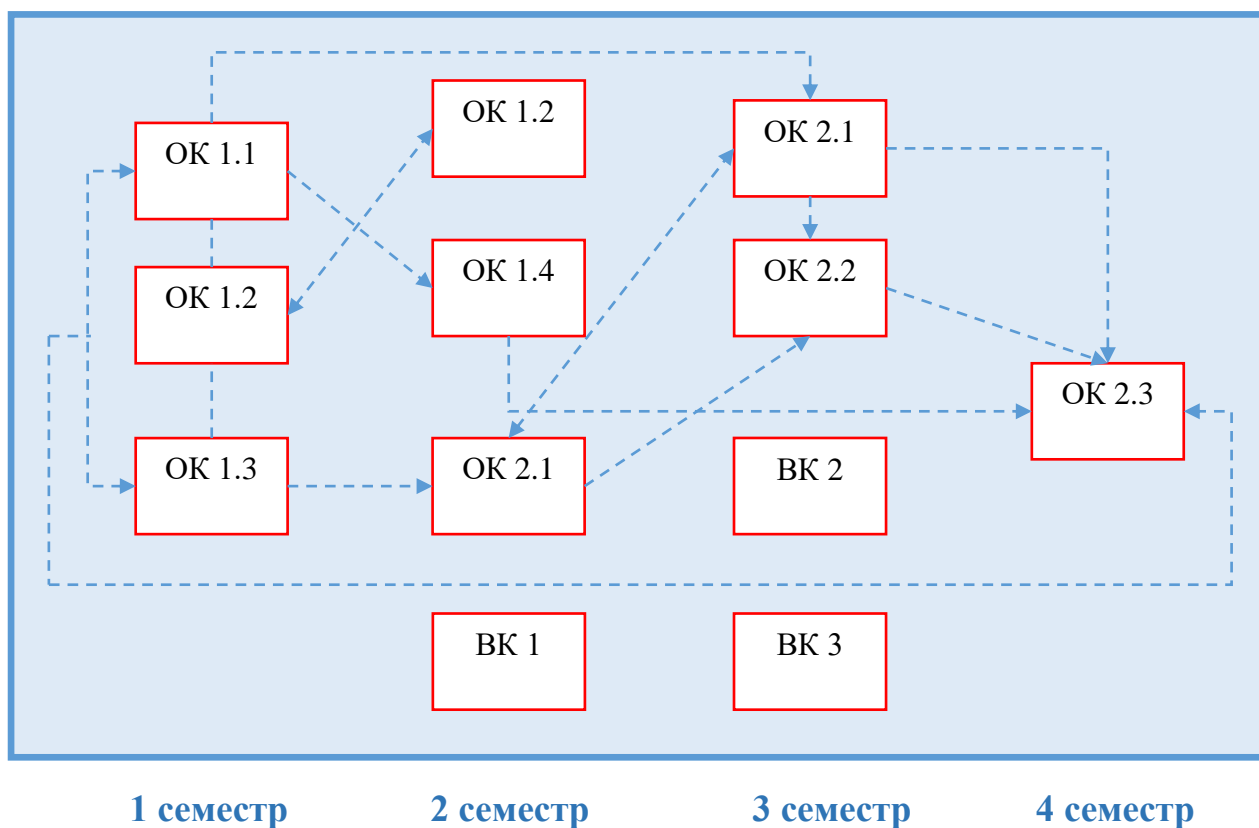 ОК 1.1
ОК 1.2
ОК 2.1
ОК 1.2
ОК 1.4
ОК 2.2
ОК 2.3
ОК 1.3
ОК 2.1
ВК 2
ВК 1
ВК 3
1 семестр
2 семестр
3 семестр
4 семестр